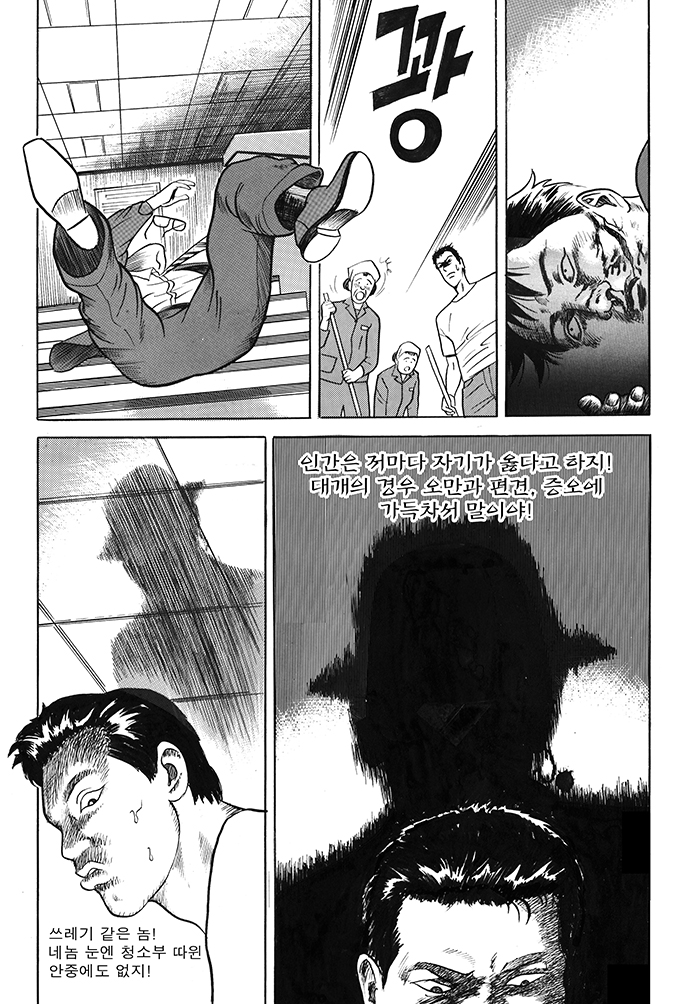 꽝
인간은 저마다 자기가 옳다고 하지!
대개의 경우 오만과 편견, 증오에
가득차서 말이야!
쓰레기 같은 놈!
네놈 눈엔 청소부 따윈
안중에도 없지!